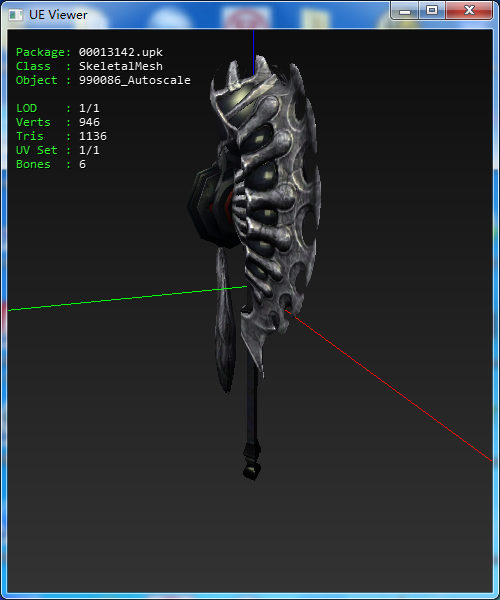 UE Viewer
Package: 00013142.upk
Class : SkeletalMesh
Object : 990086_Autoscale
LOD : 1/1
Verts : 946
Tris : 1136
UV Set : 1/1
Bones : 6